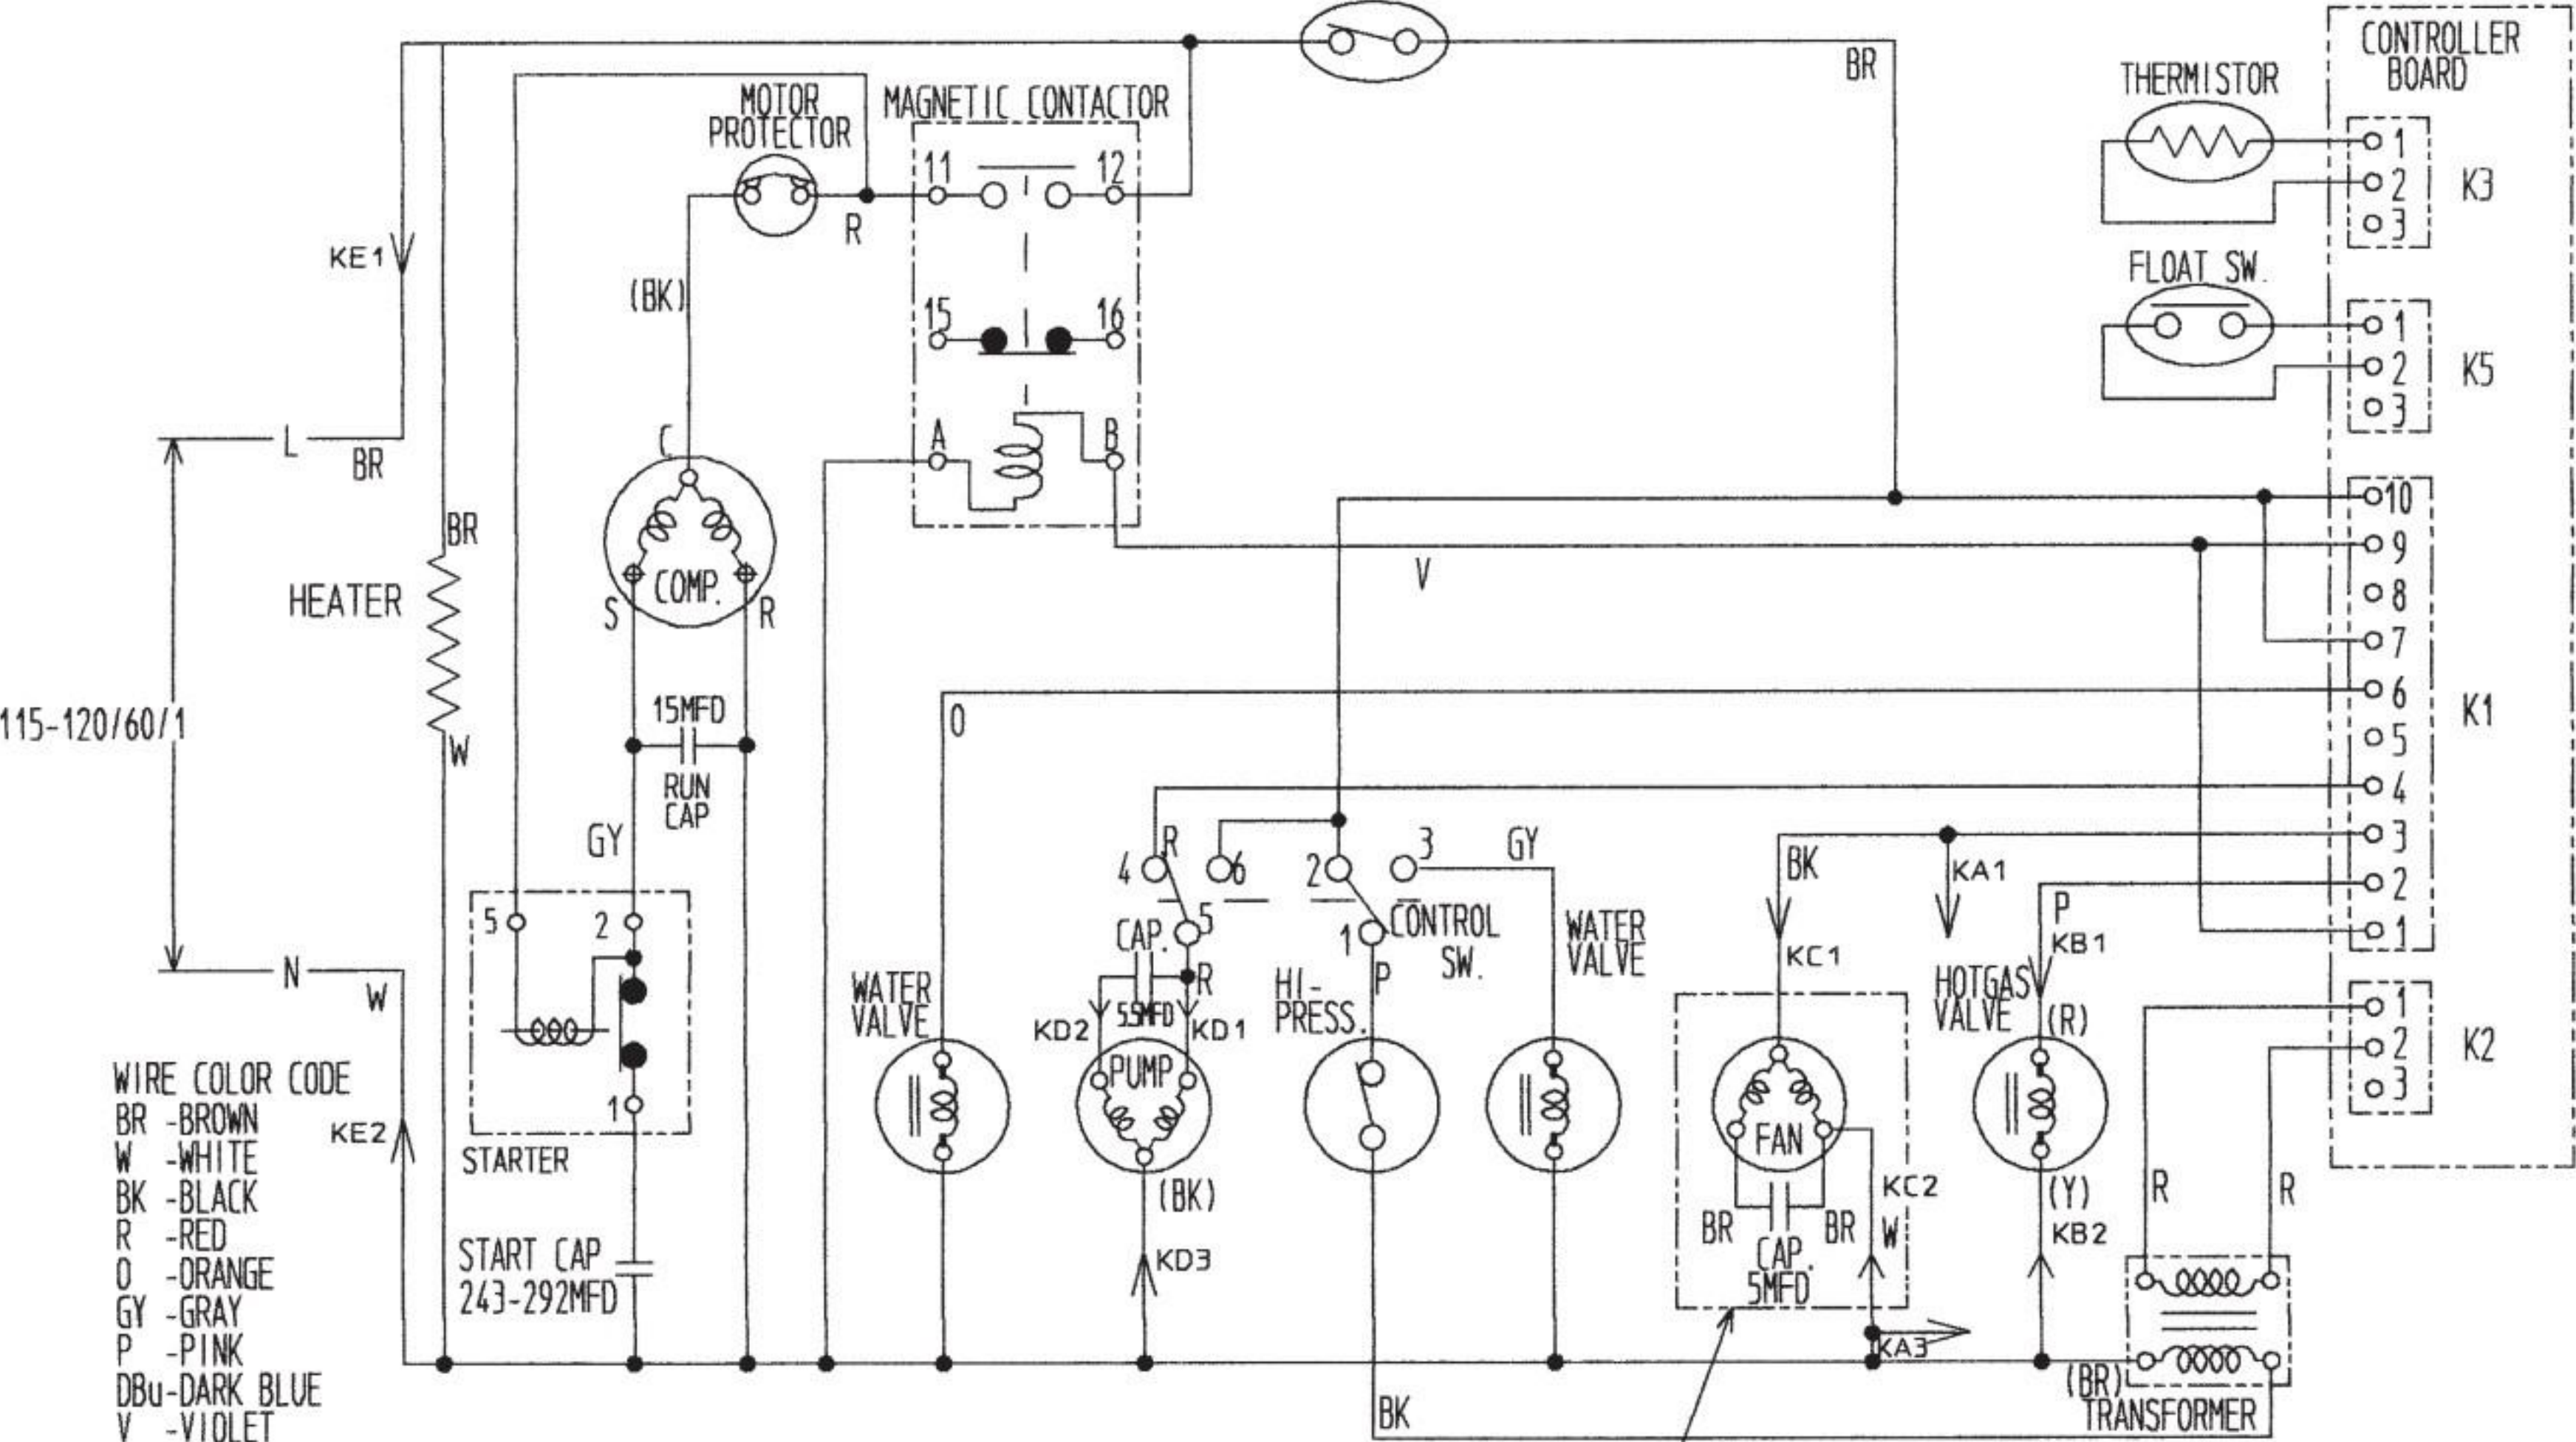 CONTROLLER
BOARD
THERMISTOR
1
2
3
K3
FLOAT SW.
1
2
3
K5
10
9
8
7
6
5
4
3
2
1
K1
1
2
3
K2
BR
MOTOR
PROTECTOR
R
(BK)
MAGNETIC CONTACTOR
11
12
15
16
A
B
V
KE1
L
BR
115-120/60/1
N
W
KE2
BR
HEATER
W
C
COMP.
S
R
15MFD
RUN
CAP
GY
5
2
1
STARTER
START CAP
243-292MFD
O
WATER
VALVE
4
R
6
5
CAP.
R
KD2
55MFD
KD1
PUMP
(BK)
KD3
2
3
GY
1
CONTROL
SW.
P
HI-
PRESS.
BK
WATER
VALVE
BK
KA1
KC1
FAN
BR
BR
CAP.
5MFD
KC2
W
KA3
P
KB1
HOTGAS
VALVE
(R)
(Y)
KB2
R
R
(BR)
TRANSFORMER
WIRE COLOR CODE
BR -BROWN
W -WHITE
BK -BLACK
R -RED
O -ORANGE
GY -GRAY
P -PINK
DBu-DARK BLUE
V -VIOLET